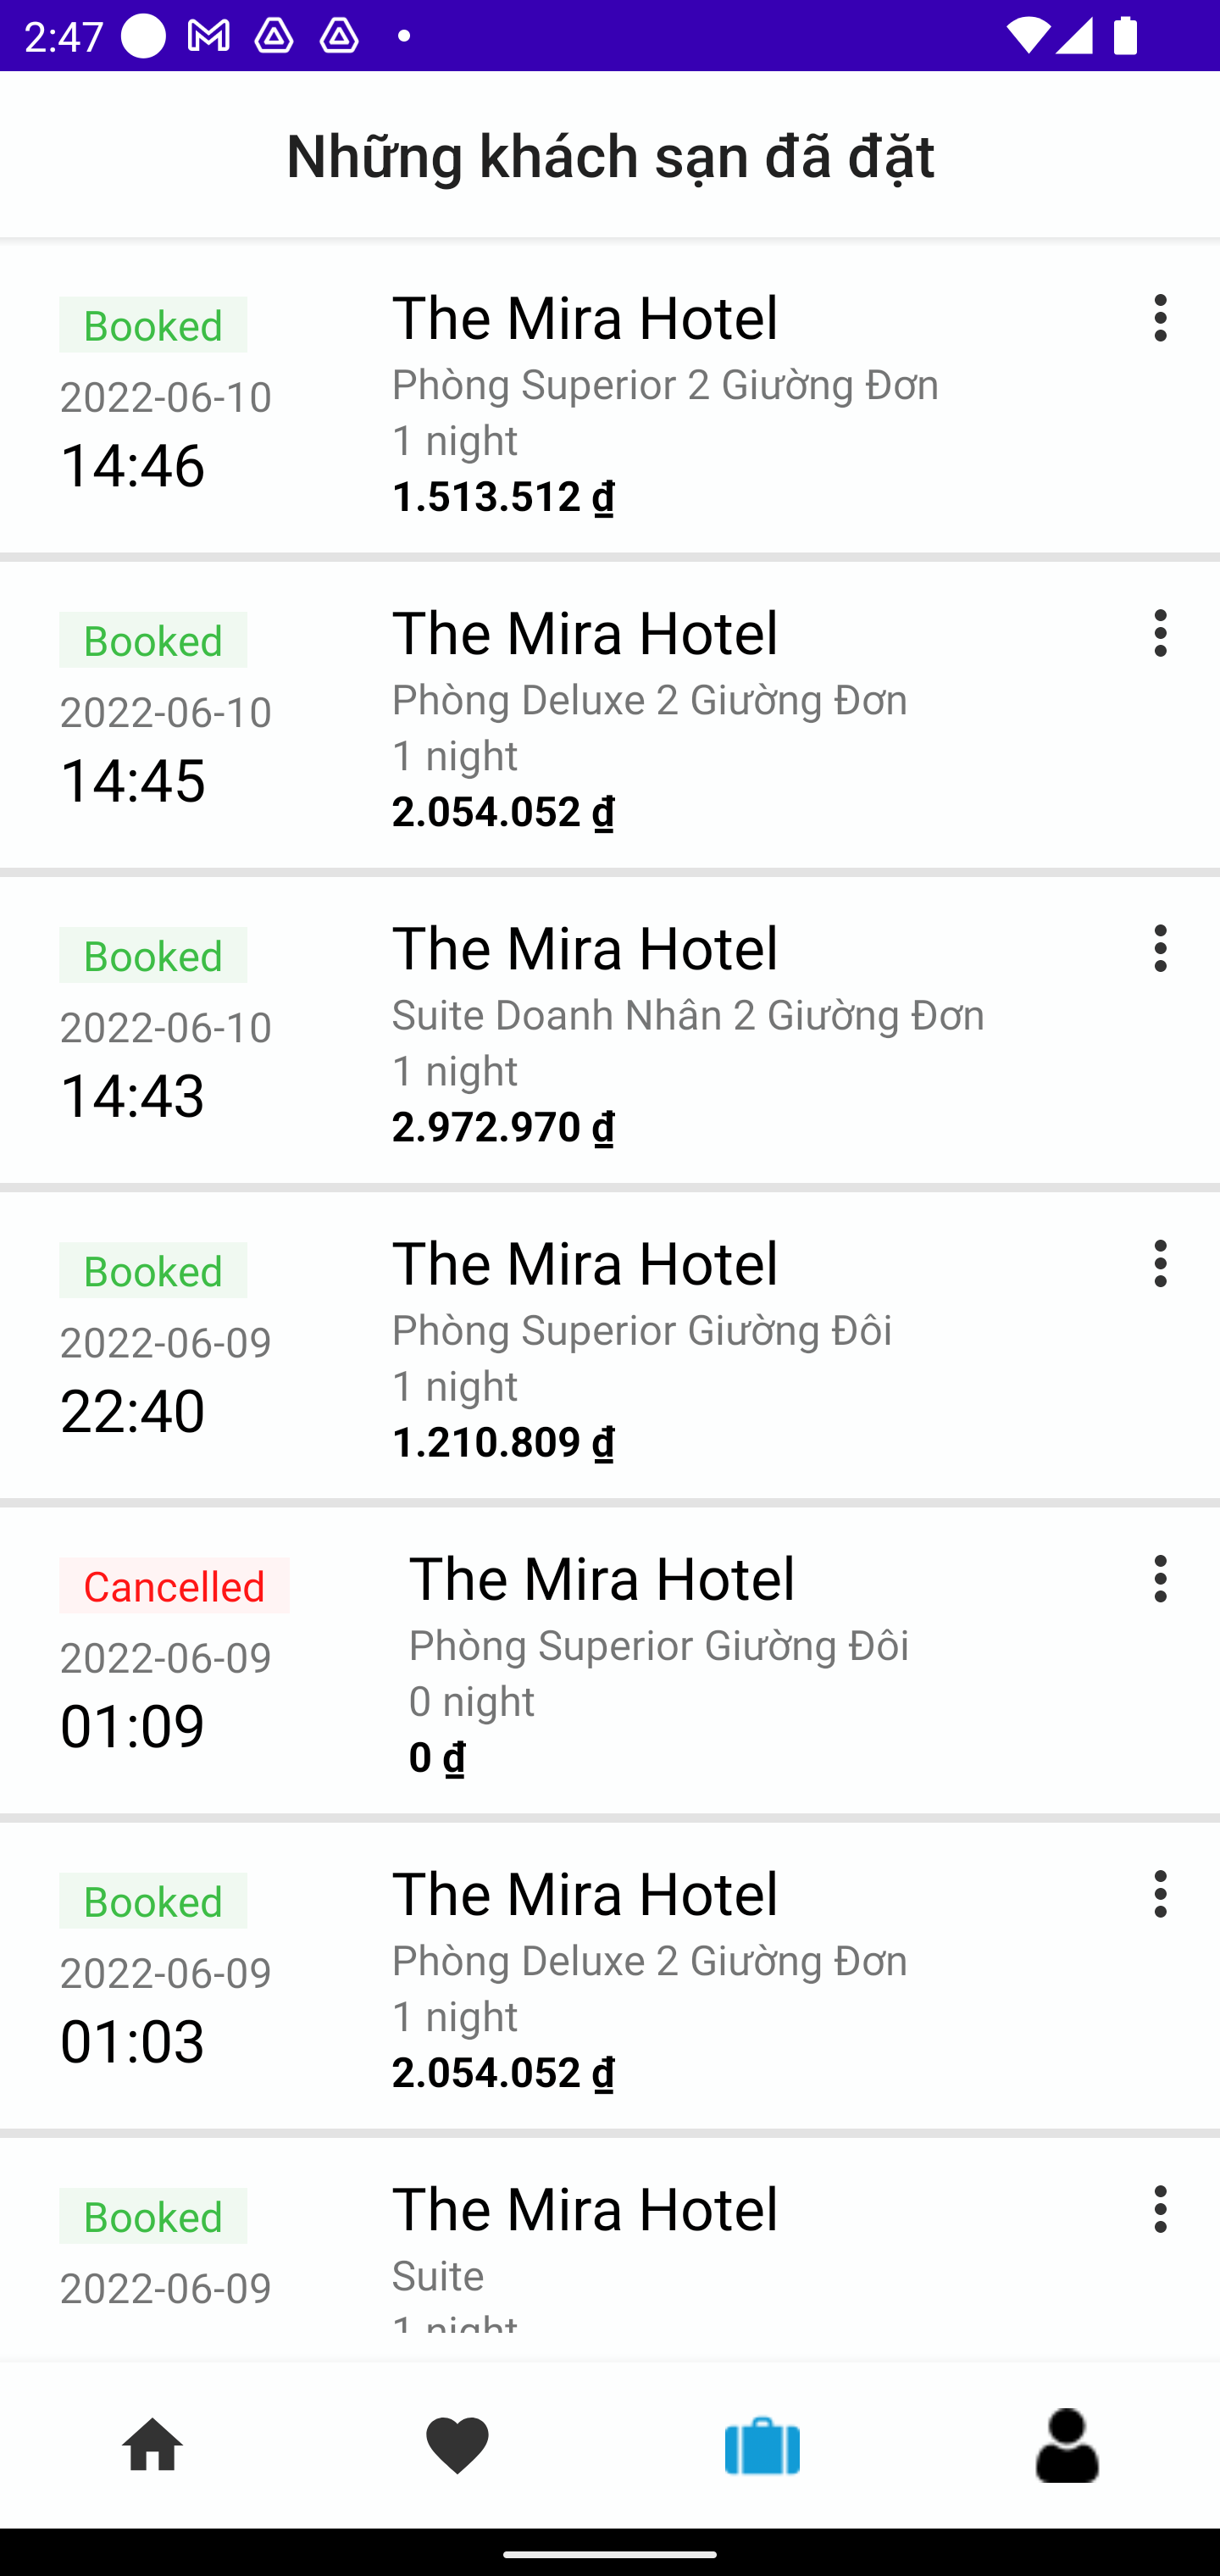 2:47
Những khách sạn đã đặt
Booked
2022-06-10
14:46
The Mira Hotel
Phòng Superior 2 Giường Đơn
1 night
1.513.512 ₫
Booked
2022-06-10
14:45
The Mira Hotel
Phòng Deluxe 2 Giường Đơn
1 night
2.054.052 ₫
Booked
2022-06-10
14:43
The Mira Hotel
Suite Doanh Nhân 2 Giường Đơn
1 night
2.972.970 ₫
Booked
2022-06-09
22:40
The Mira Hotel
Phòng Superior Giường Đôi
1 night
1.210.809 ₫
Cancelled
2022-06-09
01:09
The Mira Hotel
Phòng Superior Giường Đôi
0 night
0 ₫
Booked
2022-06-09
01:03
The Mira Hotel
Phòng Deluxe 2 Giường Đơn
1 night
2.054.052 ₫
Booked
2022-06-09
The Mira Hotel
Suite
1 night